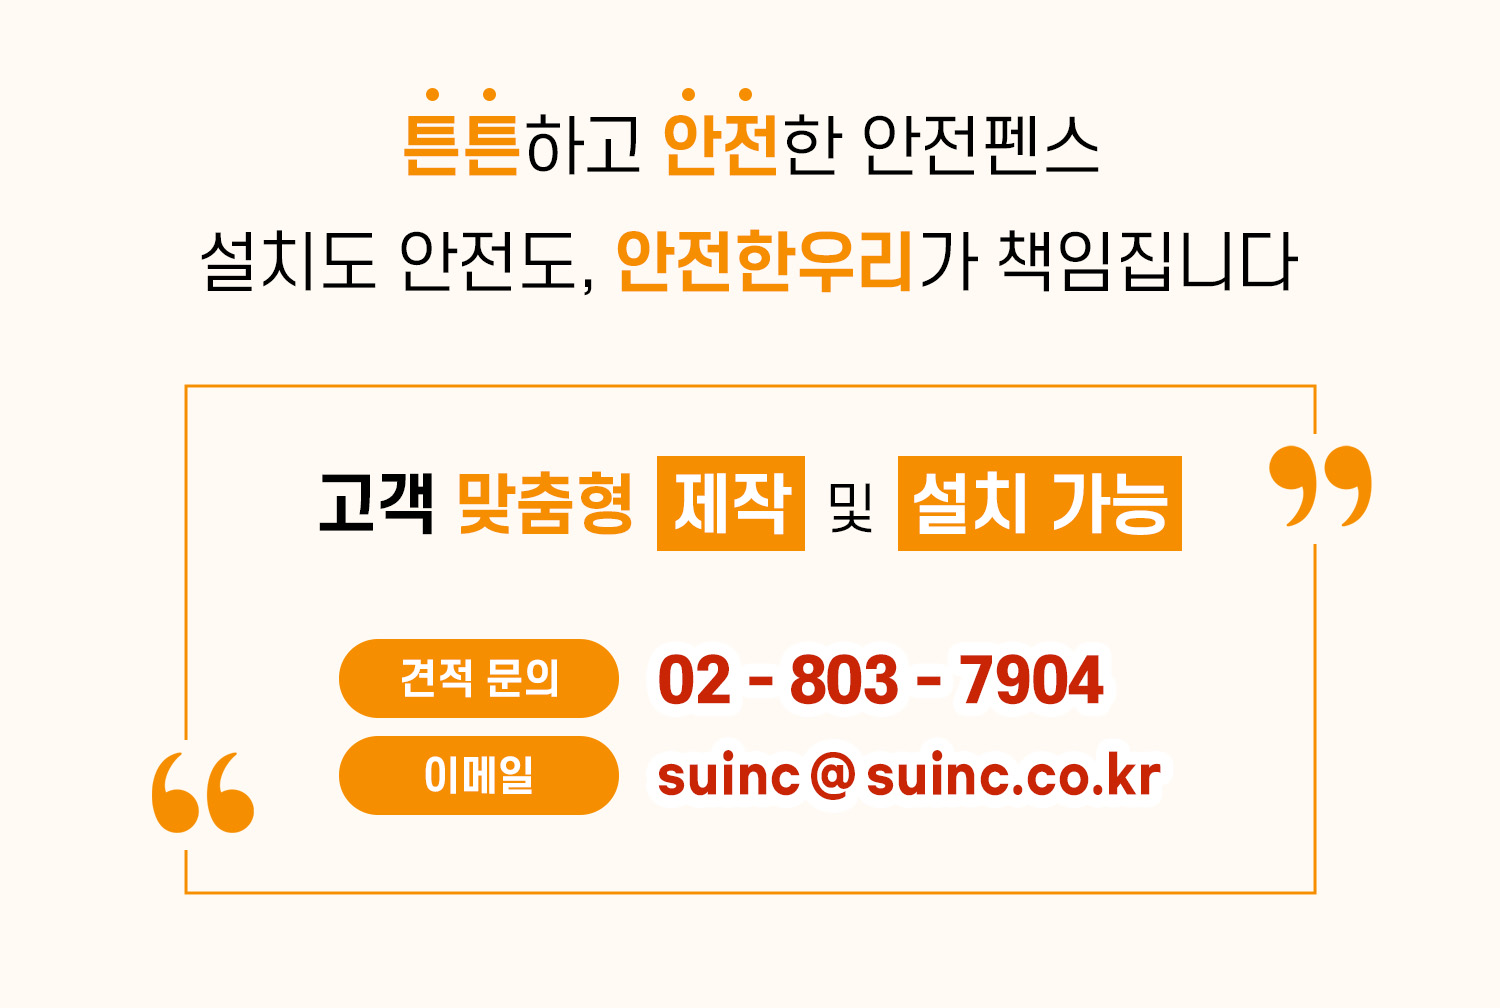 튼튼하고 안전한 안전펜스
설치도 안전도, 안전한우리가 책임집니다
고객 맞춤형 제작 및 설치 가능
견적 문의 02 - 803 - 7904
이메일 suinc@suinc.co.kr